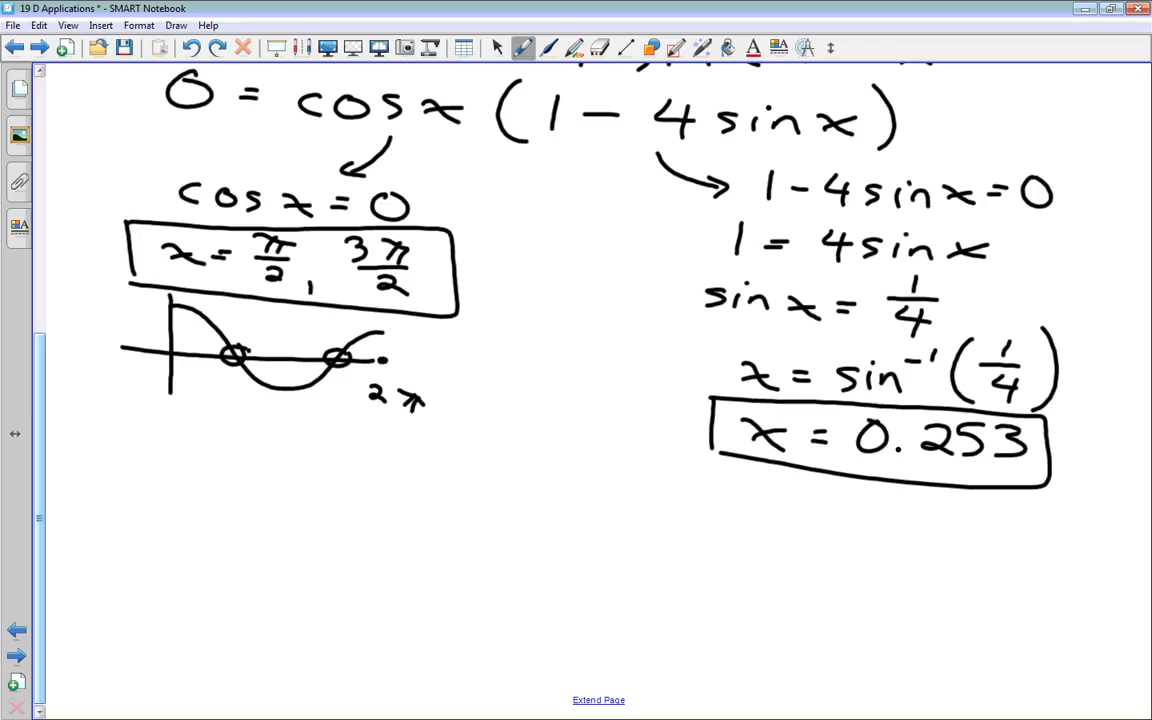 19 D Applications * - SMART Notebook
File Edit View Insert Format Draw Help
0 = cos x (1 - 4 sin x)
cos x = 0
x = π/2, 3π/2
2π
1 - 4 sin x = 0
1 = 4 sin x
sin x = 1/4
x = sin⁻¹(1/4)
x = 0.253
Extend Page